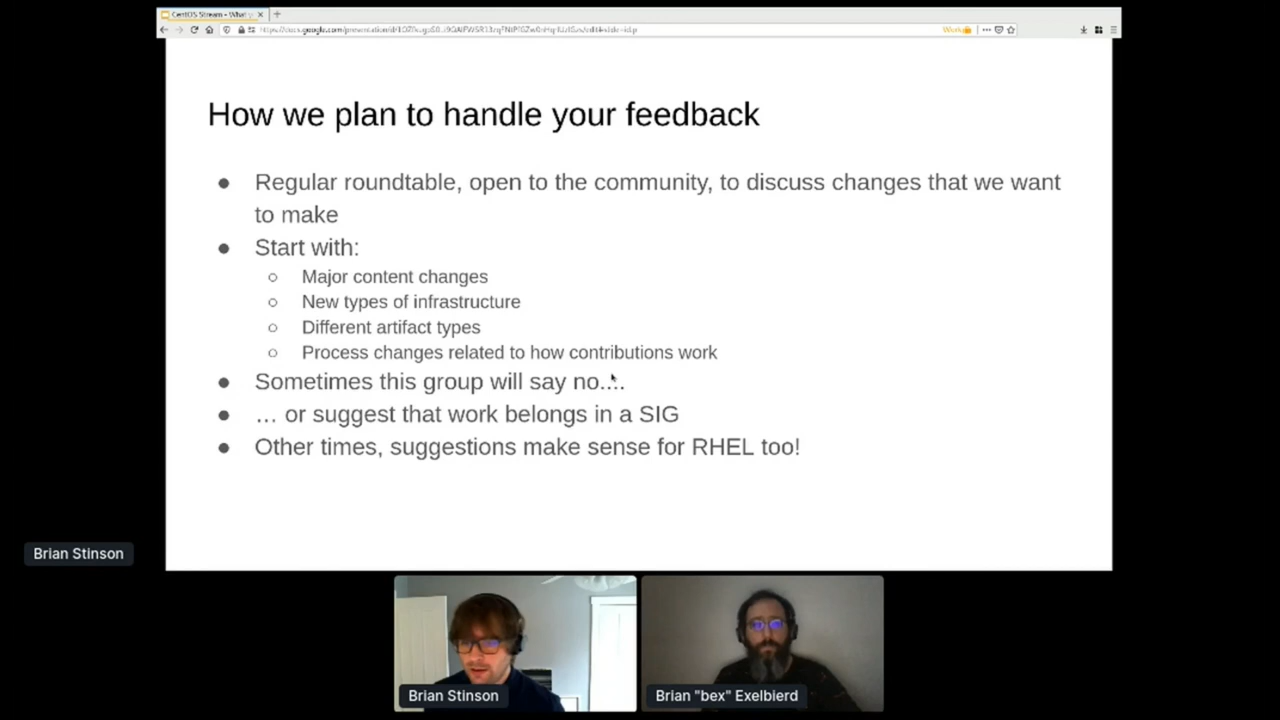 CentOS Stream - What
How we plan to handle your feedback
● Regular roundtable, open to the community, to discuss changes that we want
to make
● Start with:
○ Major content changes
○ New types of infrastructure
○ Different artifact types
○ Process changes related to how contributions work
● Sometimes this group will say no....
● … or suggest that work belongs in a SIG
● Other times, suggestions make sense for RHEL too!
Brian Stinson
Brian Stinson
Brian "bex" Exelbierd